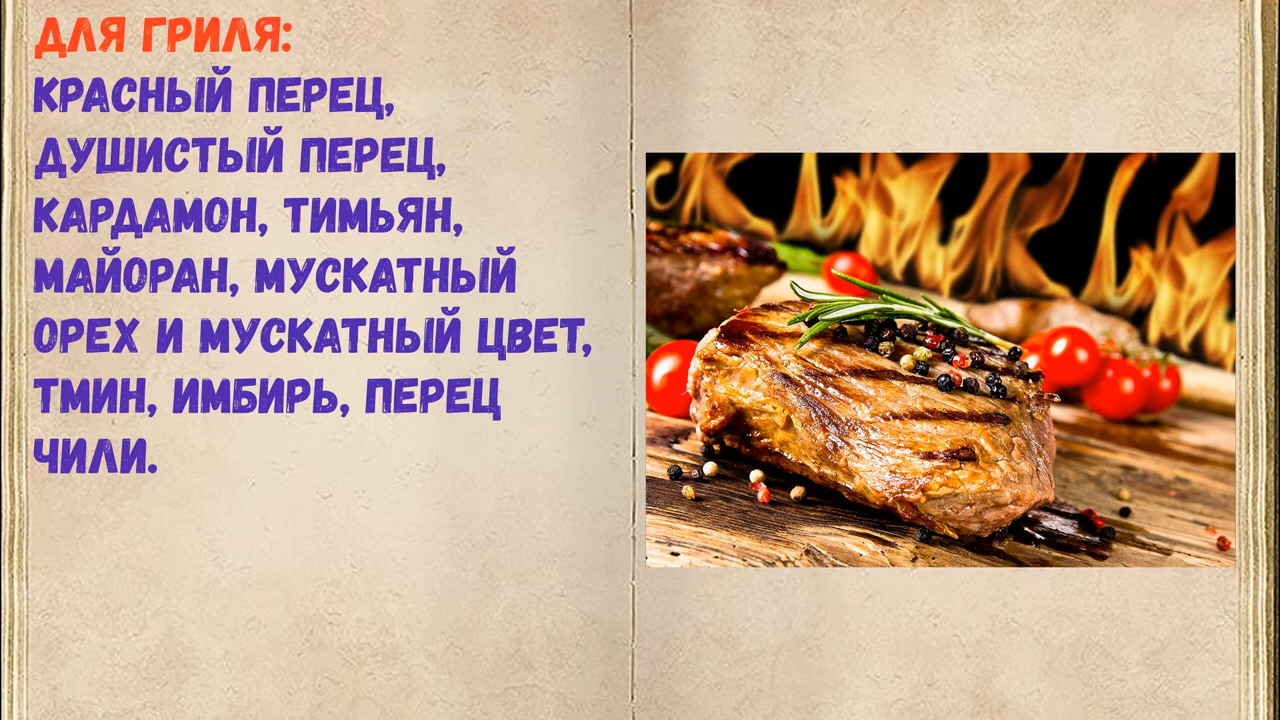 ДЛЯ ГРИЛЯ:
КРАСНЫЙ ПЕРЕЦ,
ДУШИСТЫЙ ПЕРЕЦ,
КАРДАМОН, ТИМЬЯН,
МАЙОРАН, МУСКАТНЫЙ
ОРЕХ И МУСКАТНЫЙ ЦВЕТ,
ТМИН, ИМБИРЬ, ПЕРЕЦ
ЧИЛИ.